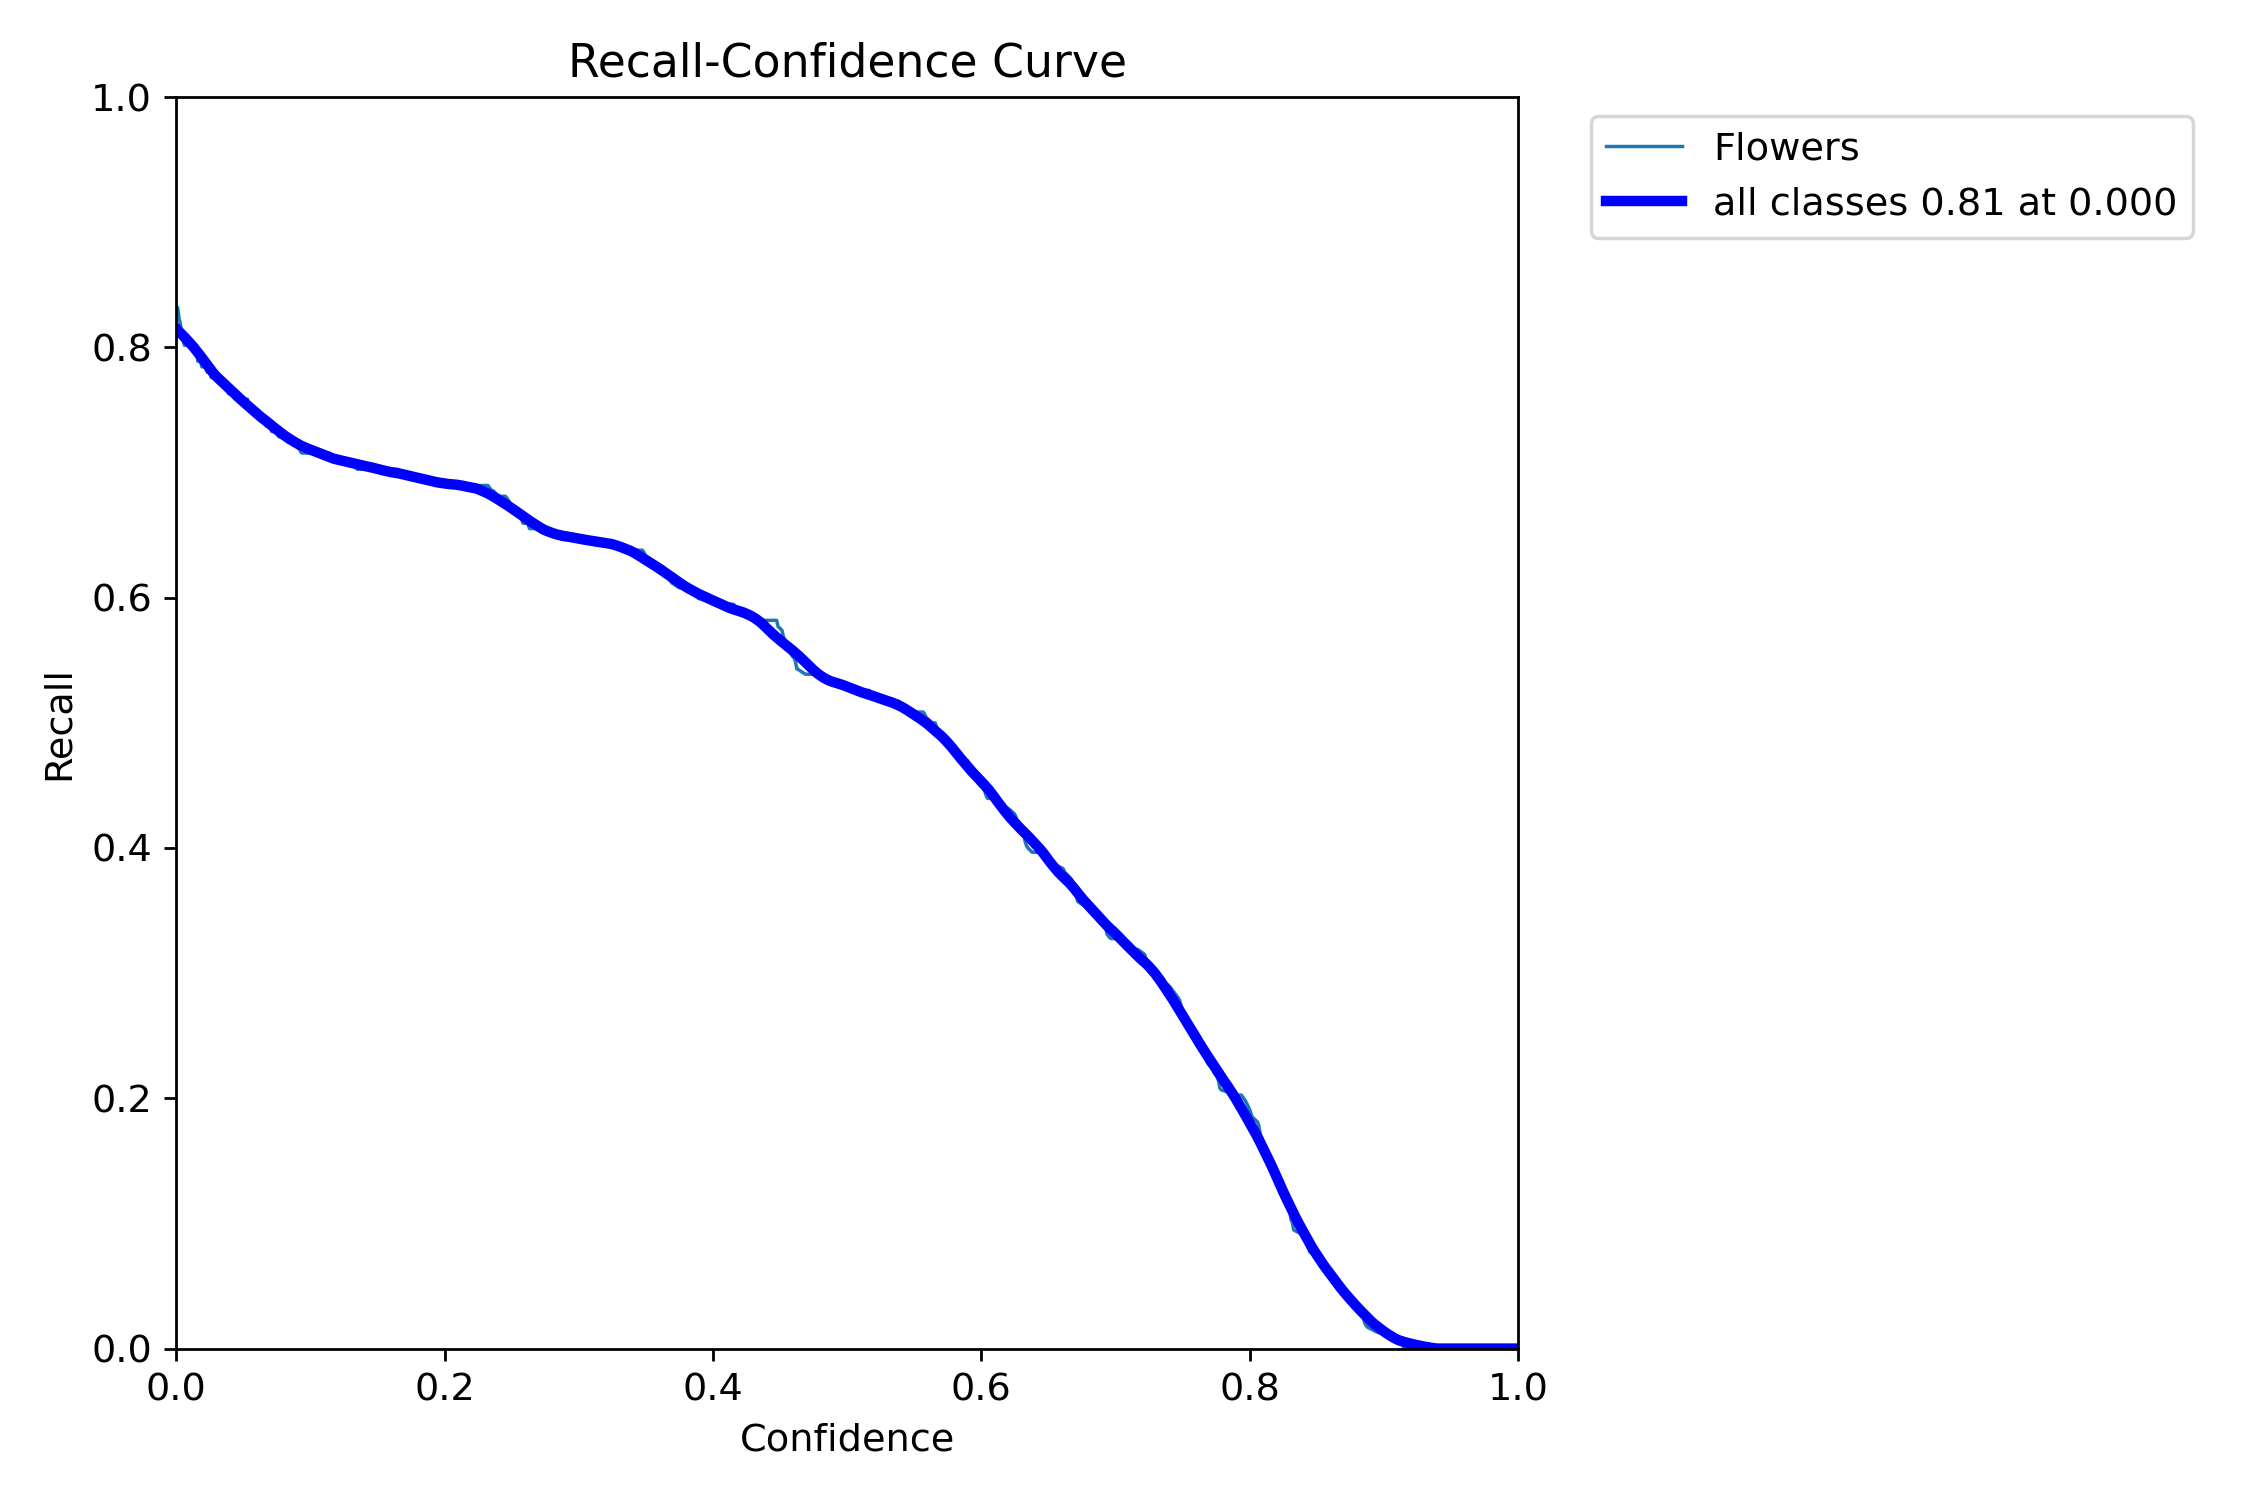 Recall-Confidence Curve
1.0
0.8
0.6
0.4
0.2
0.0
Recall
0.0 0.2 0.4 0.6 0.8 1.0
Confidence
Flowers
all classes 0.81 at 0.000